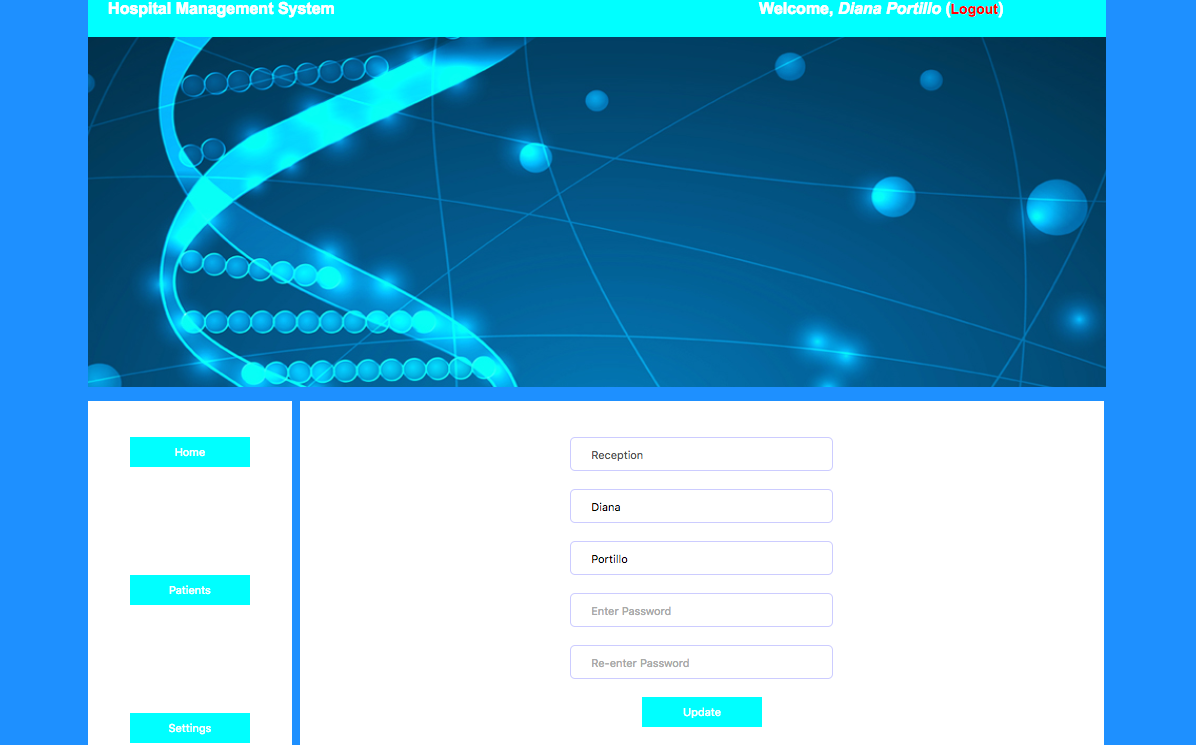 Hospital Management System
Welcome, Diana Portillo (Logout)
Home
Patients
Settings
Reception
Diana
Portillo
Enter Password
Re-enter Password
Update